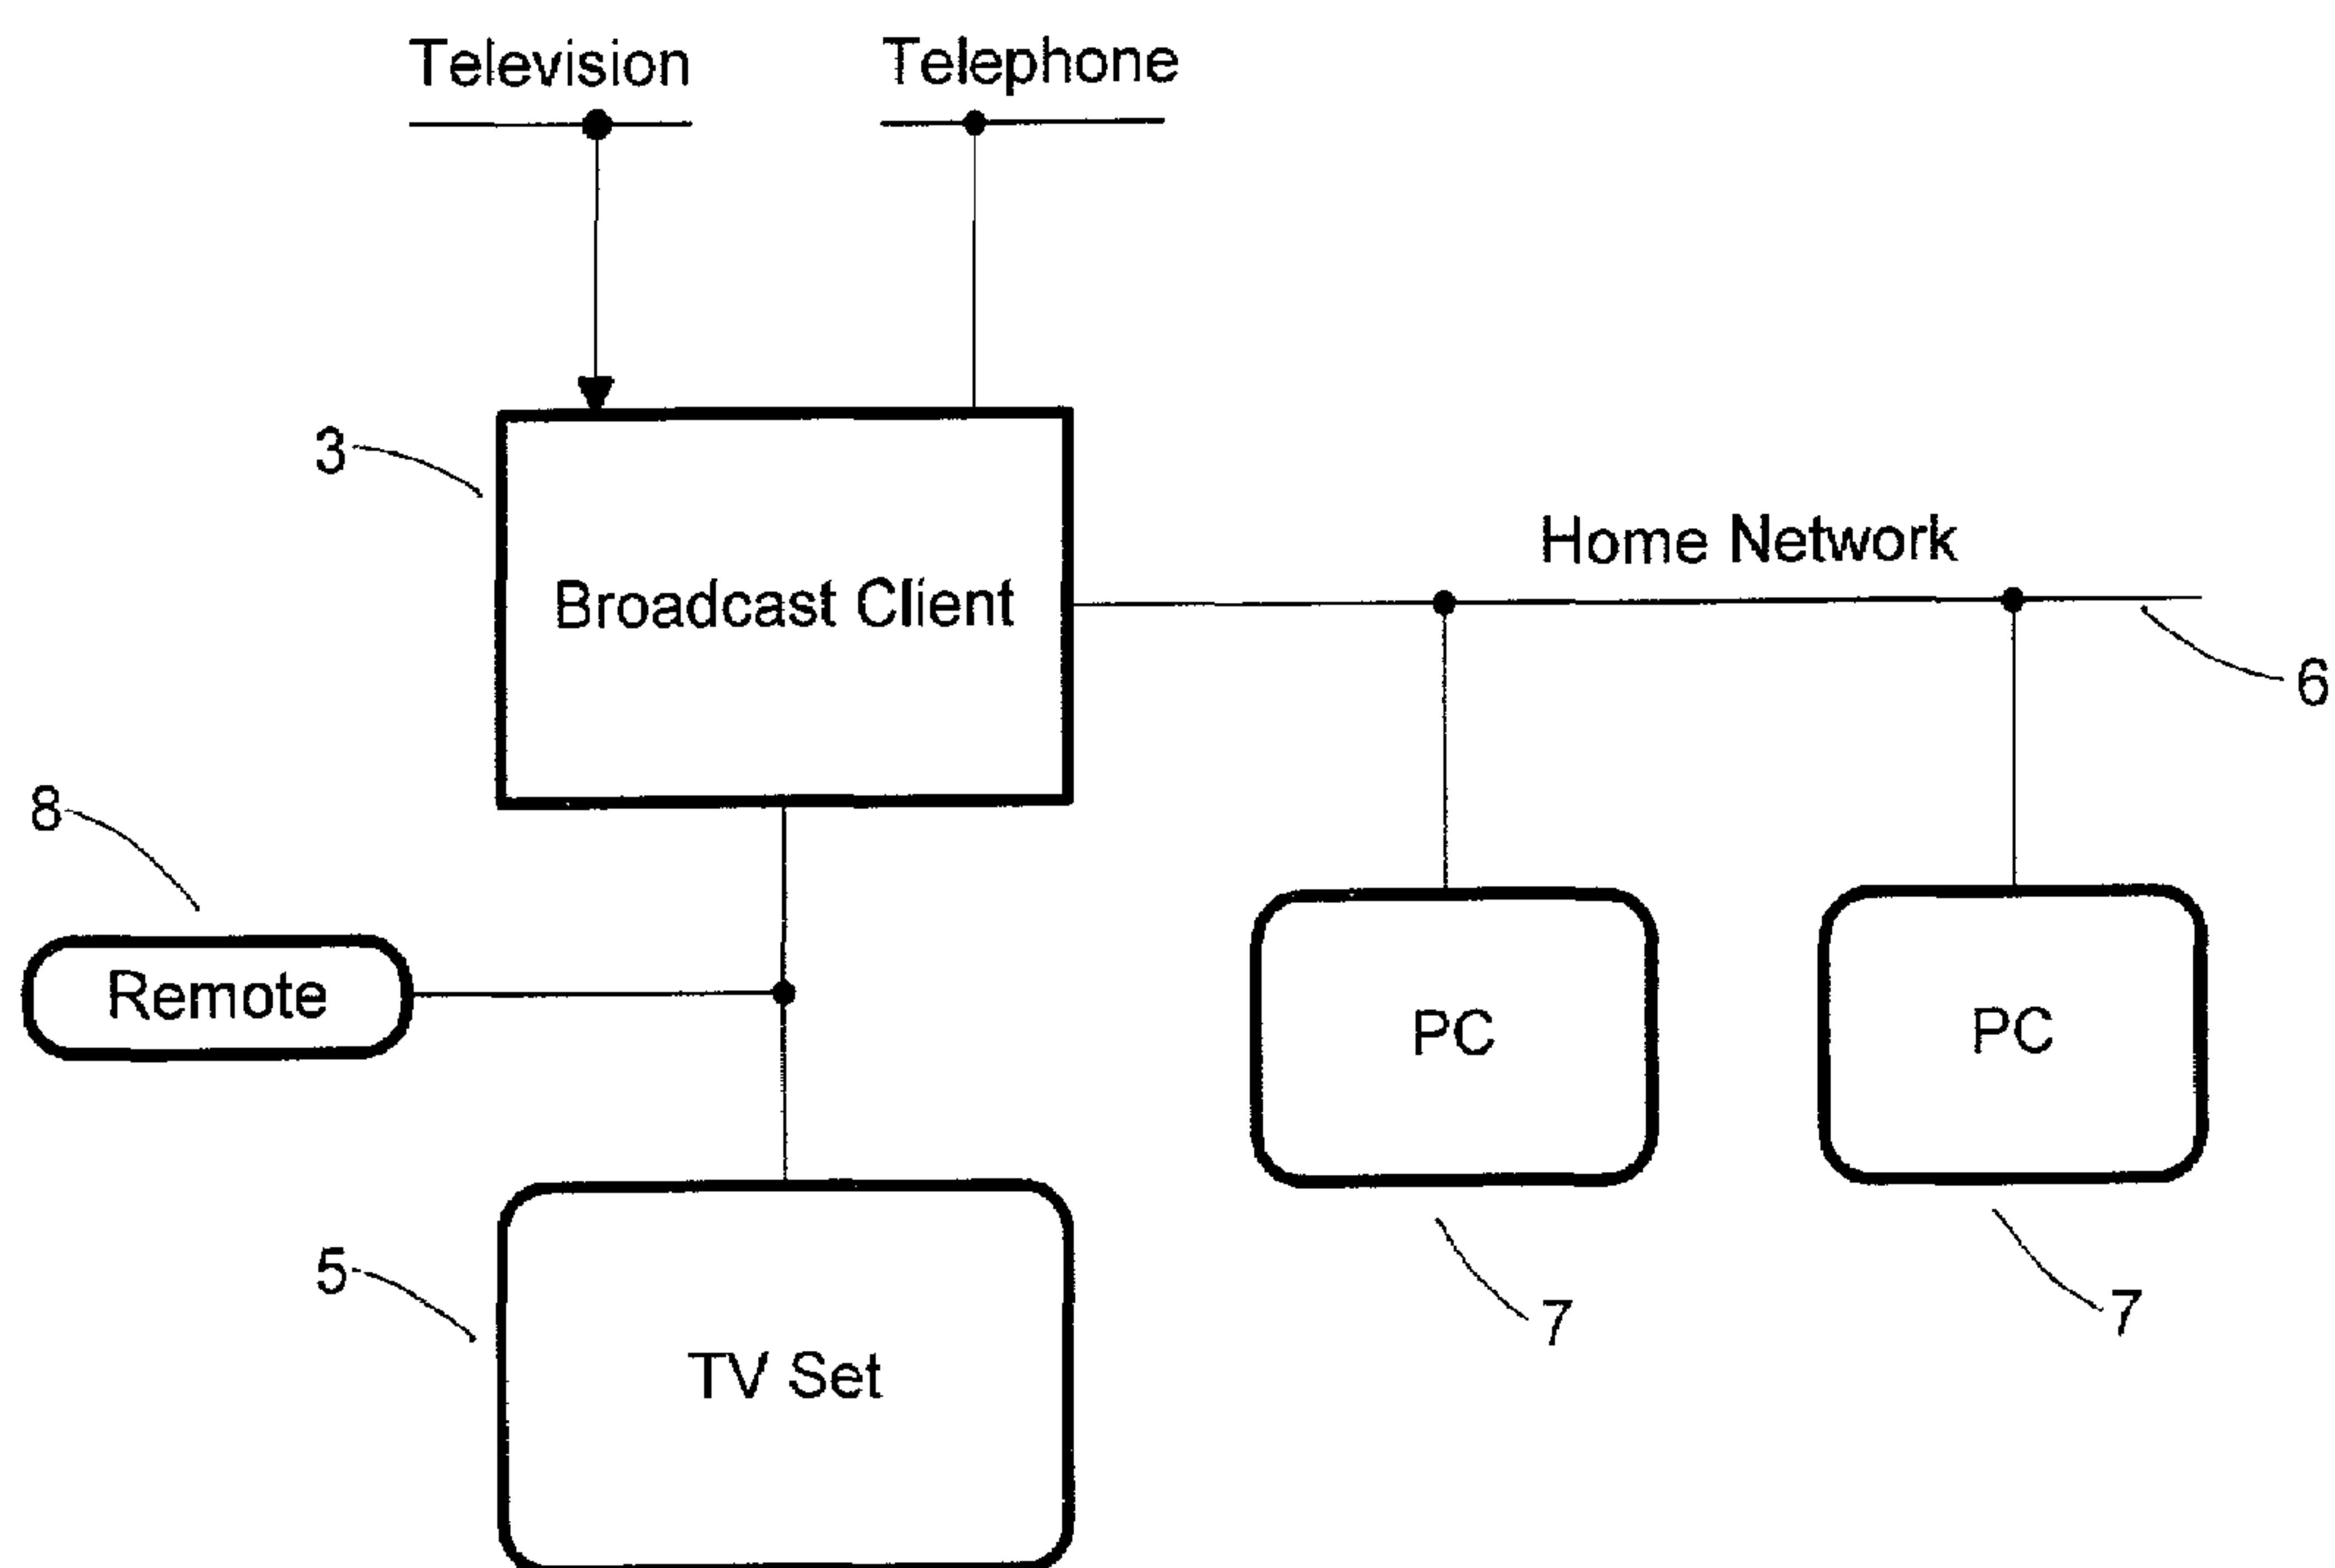 Television
Telephone
3
Broadcast Client
Home Network
6
8
Remote
PC
PC
5
TV Set
7
7